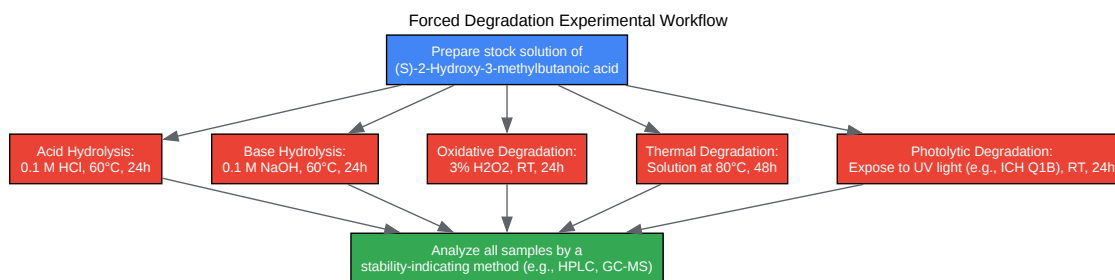 Forced Degradation Experimental Workflow
Prepare stock solution of
(S)-2-Hydroxy-3-methylbutanoic acid
Acid Hydrolysis:
0.1 M HCl, 60°C, 24h
Base Hydrolysis:
0.1 M NaOH, 60°C, 24h
Oxidative Degradation:
3% H2O2, RT, 24h
Thermal Degradation:
Solution at 80°C, 48h
Photolytic Degradation:
Expose to UV light (e.g., ICH Q1B), RT, 24h
Analyze all samples by a
stability-indicating method (e.g., HPLC, GC-MS)